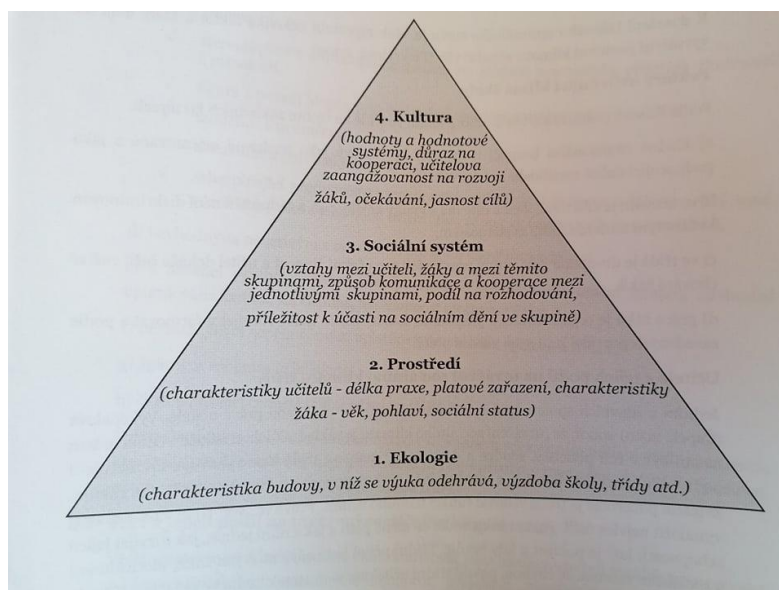 4. Kultura
(hodnoty a hodnotové
systémy, důraz na
kooperaci, učitelova
zaangážovanost na rozvoji
žáků, očekávání, jasnost cílů)
3. Sociální systém
(vztahy mezi učiteli, žáky a mezi těmito
skupinami, způsob komunikace a kooperace mezi
jednotlivými skupinami, podíl na rozhodování,
příležitost k účasti na sociálním dění ve skupině)
2. Prostředí
(charakteristiky učitelů - délka praxe, platové zařazení, charakteristiky
žáka - věk, pohlaví, sociální status)
1. Ekologie
(charakteristika budovy, v níž se výuka odehrává, výzdoba školy, třídy atd.)